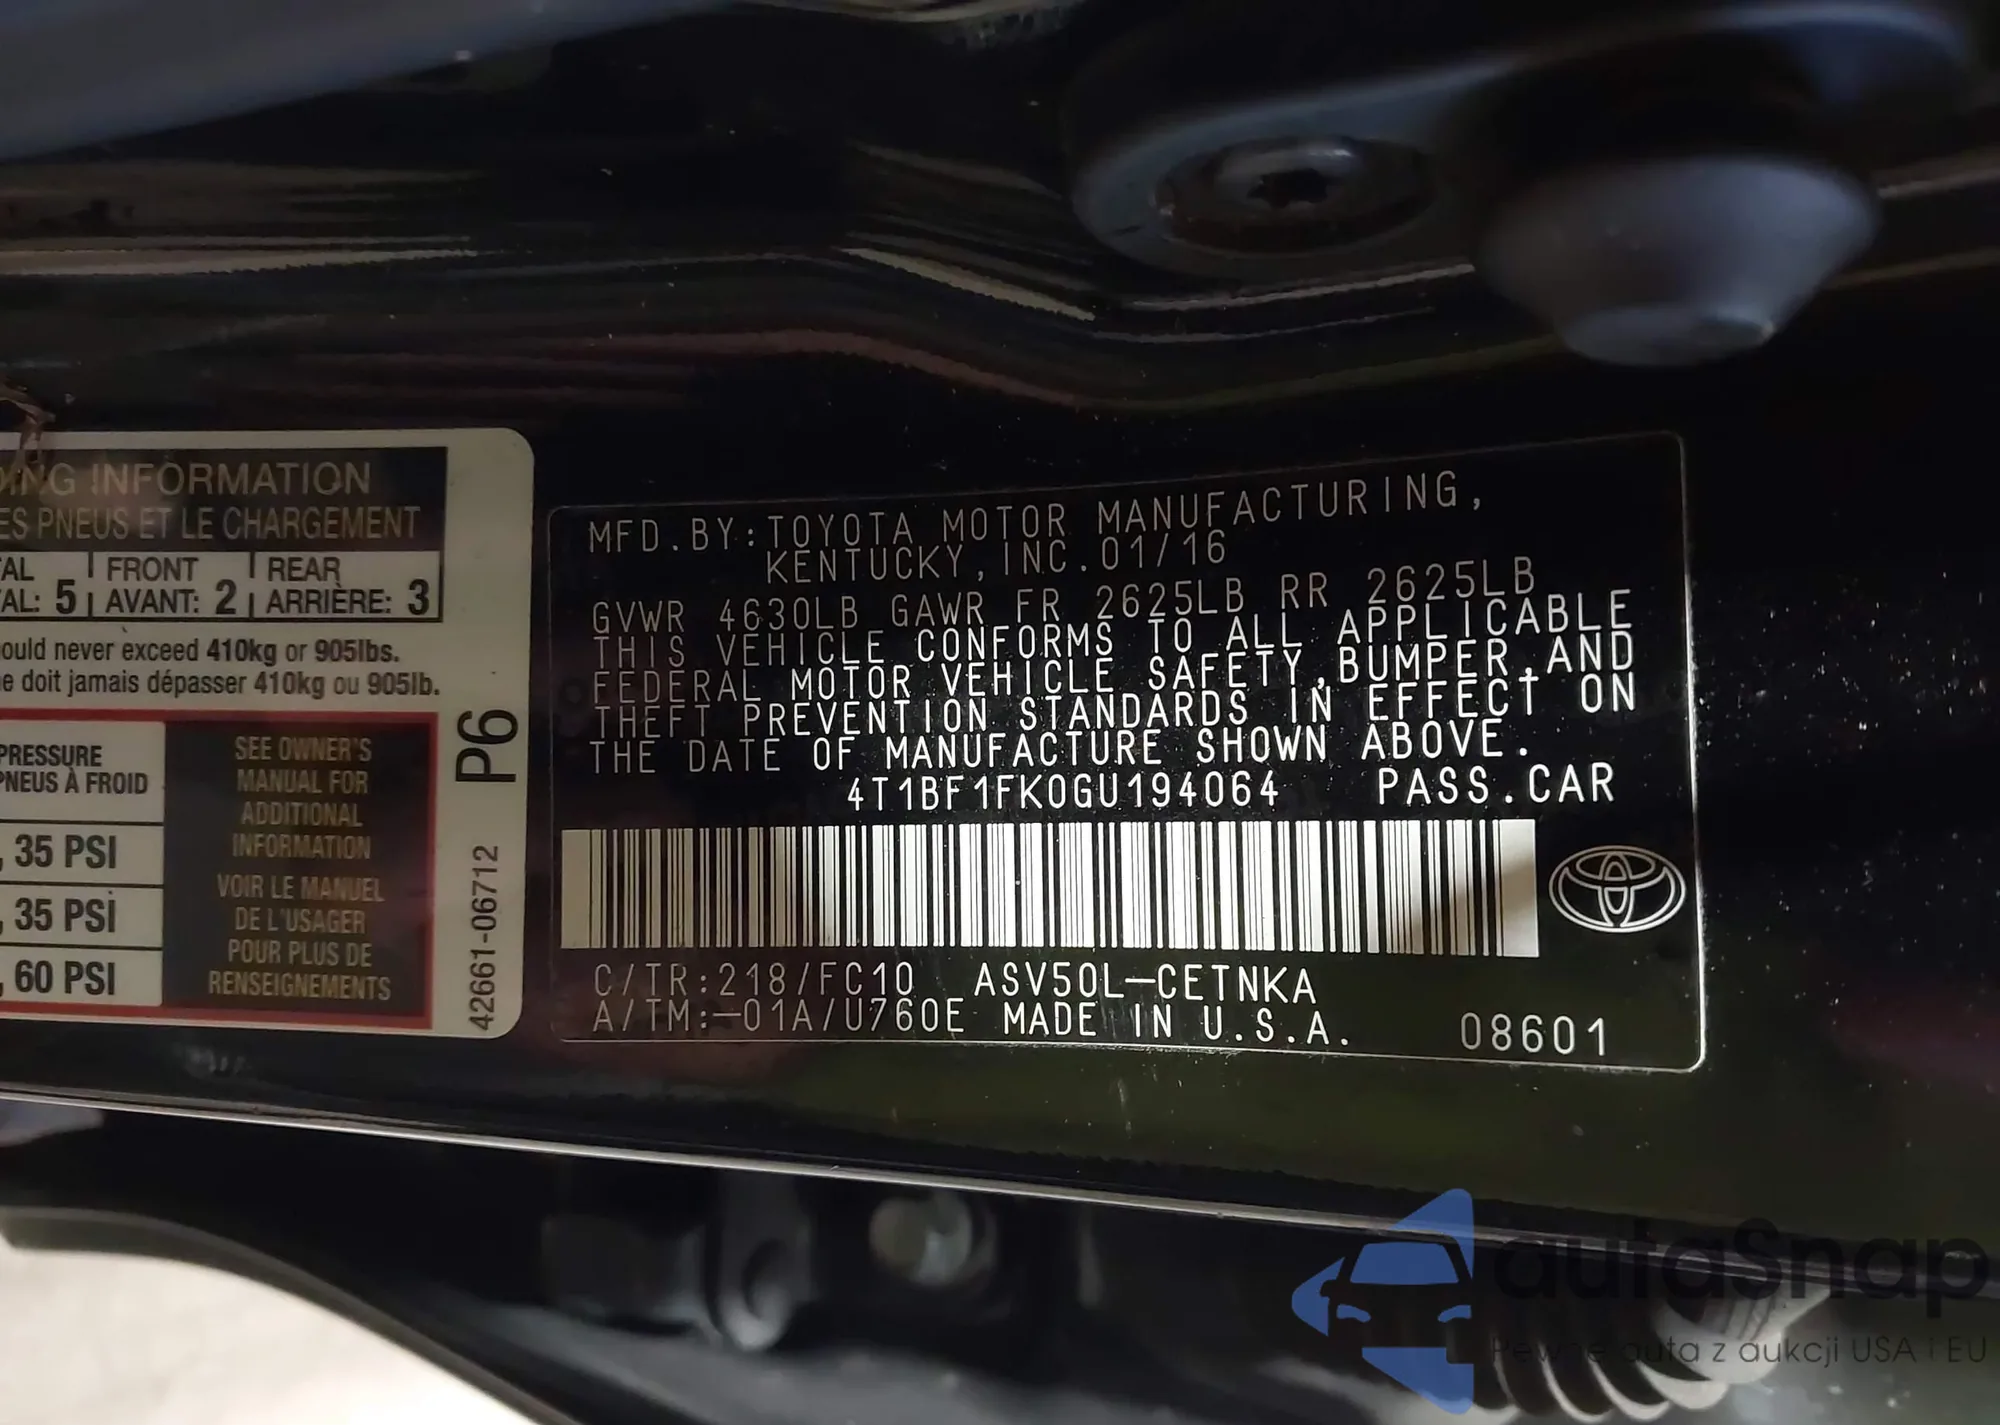 ING INFORMATION
ES PNEUS ET LE CHARGEMENT
AL FRONT REAR
AL: 5 AVANT: 2 ARRIÈRE: 3
ould never exceed 410kg or 905lbs.
e doit jamais dépasser 410kg ou 905lb.
PRESSURE
PNEUS À FROID
, 35 PSI
, 35 PSI
, 60 PSI
SEE OWNER'S
MANUAL FOR
ADDITIONAL
INFORMATION
VOIR LE MANUEL
DE L'USAGER
POUR PLUS DE
RENSEIGNEMENTS
P6
42661-06712
MFD.BY:TOYOTA MOTOR MANUFACTURING,
KENTUCKY,INC.01/16
GVWR 4630LB GAWR FR 2625LB RR 2625LB
THIS VEHICLE CONFORMS TO ALL APPLICABLE
FEDERAL MOTOR VEHICLE SAFETY,BUMPER,AND
THEFT PREVENTION STANDARDS IN EFFECT ON
THE DATE OF MANUFACTURE SHOWN ABOVE.
4T1BF1FK0GU194064 PASS.CAR
C/TR:218/FC10 ASV50L-CETNKA
A/TM:-01A/U760E MADE IN U.S.A. 08601
autaSnap
Pewne auta z aukcji USA i EU